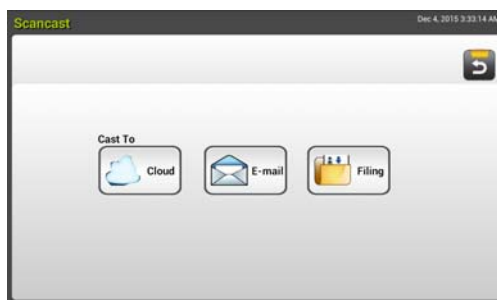 Scancast
Dec 4, 2015 3:33:14 AM
Cast To
Cloud
E-mail
Filing